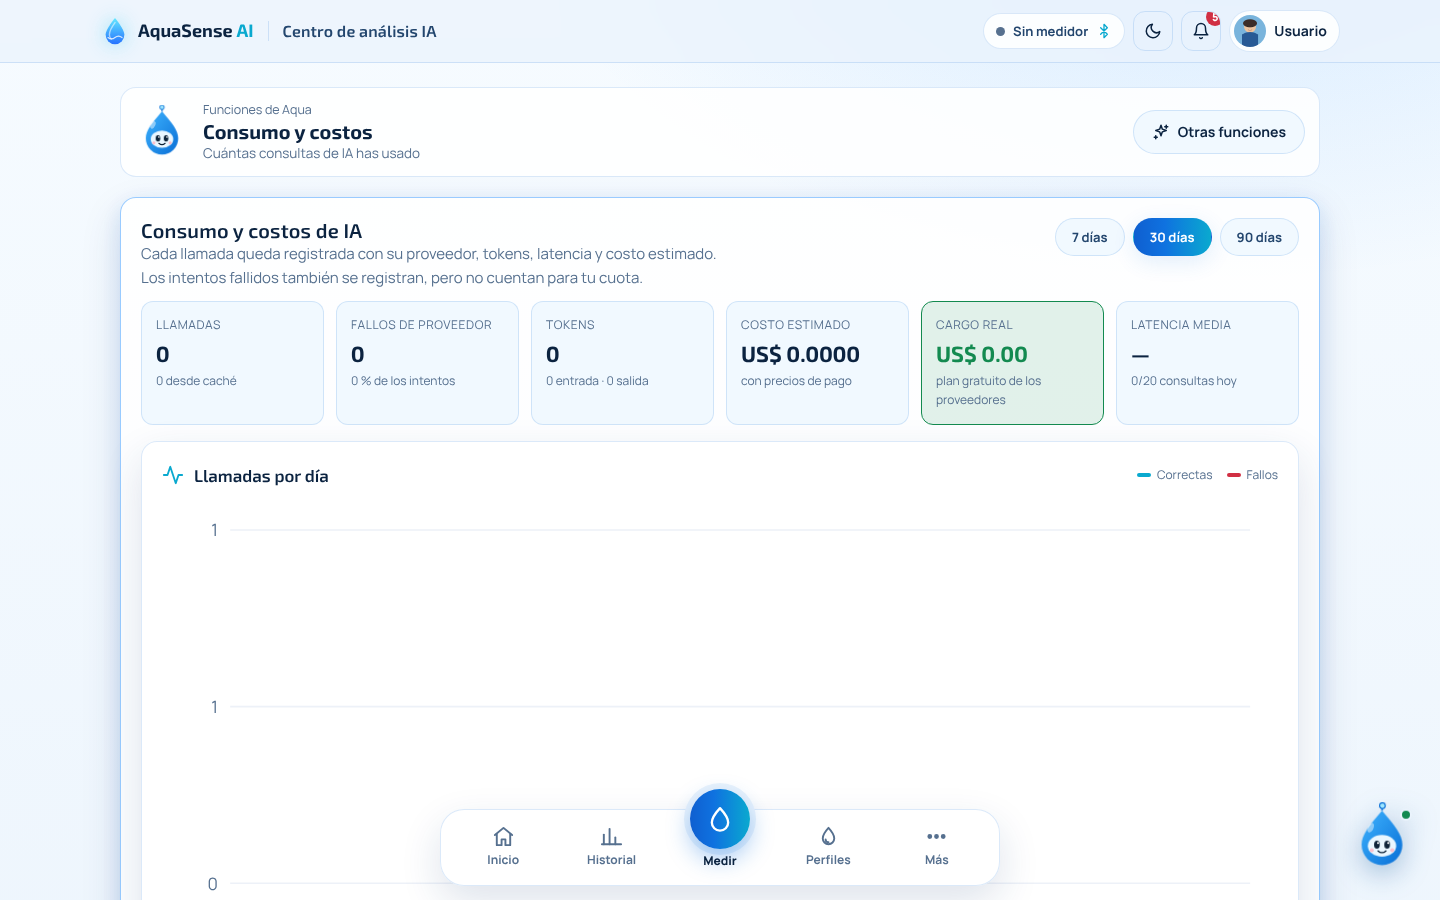 AquaSense AI
Centro de análisis IA
Sin medidor
5
Usuario
Funciones de Aqua
Consumo y costos
Cuántas consultas de IA has usado
Otras funciones
Consumo y costos de IA
Cada llamada queda registrada con su proveedor, tokens, latencia y costo estimado.
Los intentos fallidos también se registran, pero no cuentan para tu cuota.
7 días
30 días
90 días
LLAMADAS
0
0 desde caché
FALLOS DE PROVEEDOR
0
0 % de los intentos
TOKENS
0
0 entrada · 0 salida
COSTO ESTIMADO
US$ 0.0000
con precios de pago
CARGO REAL
US$ 0.00
plan gratuito de los
proveedores
LATENCIA MEDIA
—
0/20 consultas hoy
Llamadas por día
Correctas
Fallos
1
1
0
Inicio
Historial
Medir
Perfiles
Más